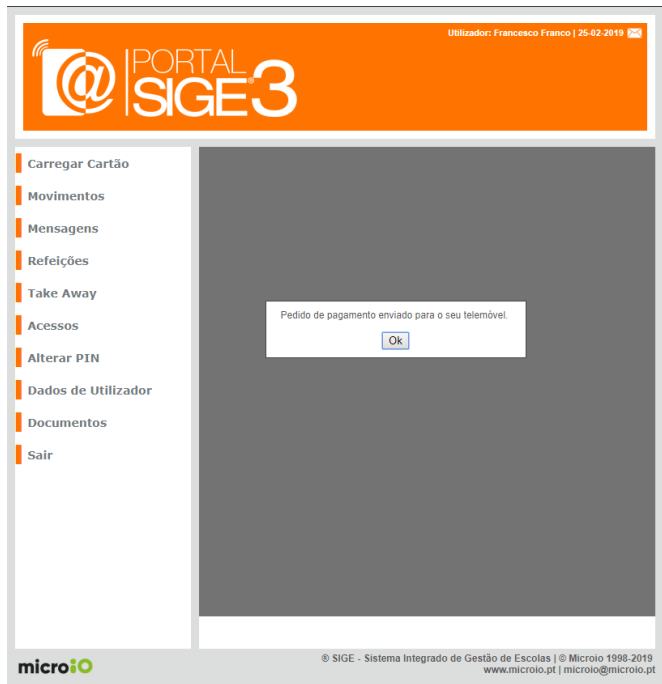 Utilizador: Francesco Franco | 25-02-2019
@ PORTAL
SIGE®3
Carregar Cartão
Movimentos
Mensagens
Refeições
Take Away
Acessos
Alterar PIN
Dados de Utilizador
Documentos
Sair
Pedido de pagamento enviado para o seu telemóvel.
Ok
microiO
® SIGE - Sistema Integrado de Gestão de Escolas | © Microio 1998-2019
www.microio.pt | microio@microio.pt